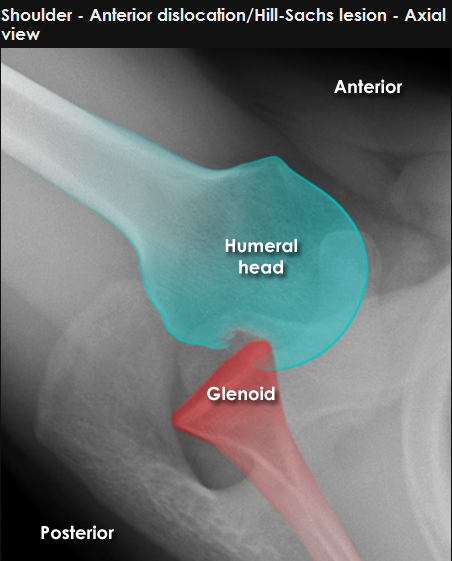 Shoulder - Anterior dislocation/Hill-Sachs lesion - Axial
view
Anterior
Humeral
head
Glenoid
Posterior